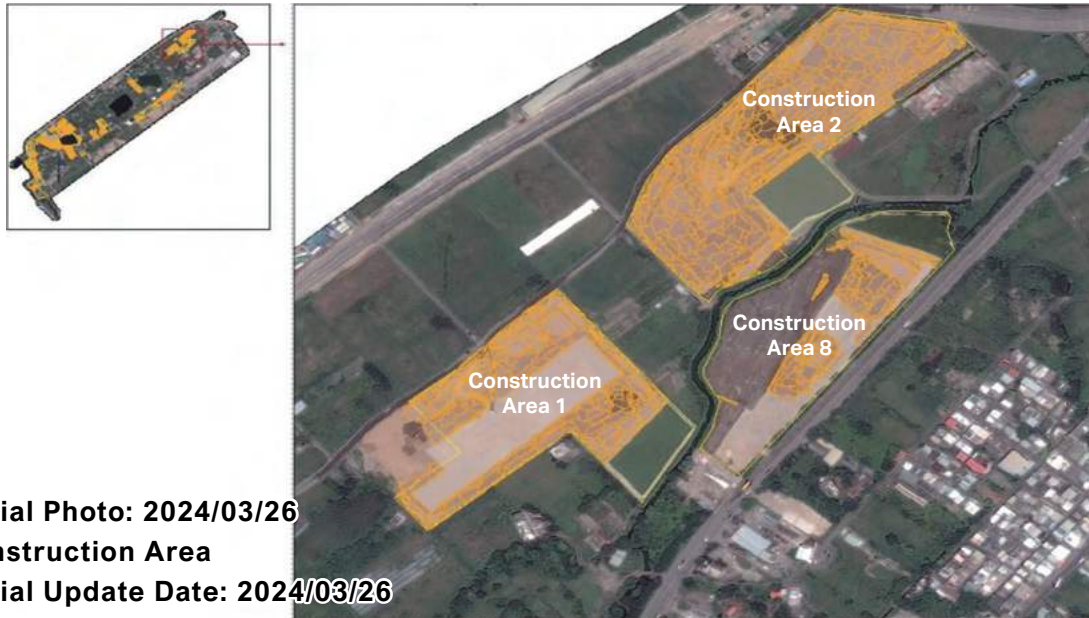 Construction
Area 2
Construction
Area 8
Construction
Area 1
ial Photo: 2024/03/26
nstruction Area
ial Update Date: 2024/03/26